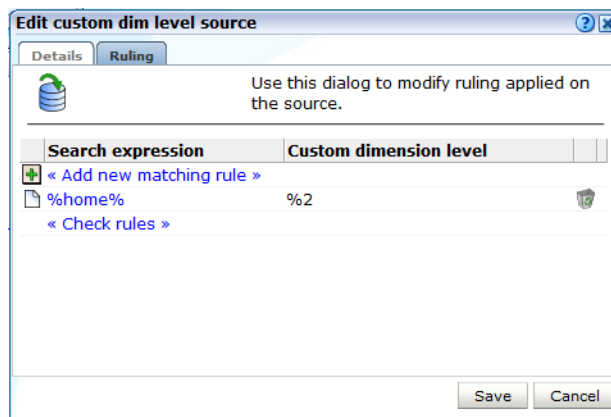 Edit custom dim level source
Details Ruling
Use this dialog to modify ruling applied on
the source.
Search expression Custom dimension level
« Add new matching rule »
%home% %2
« Check rules »
Save Cancel